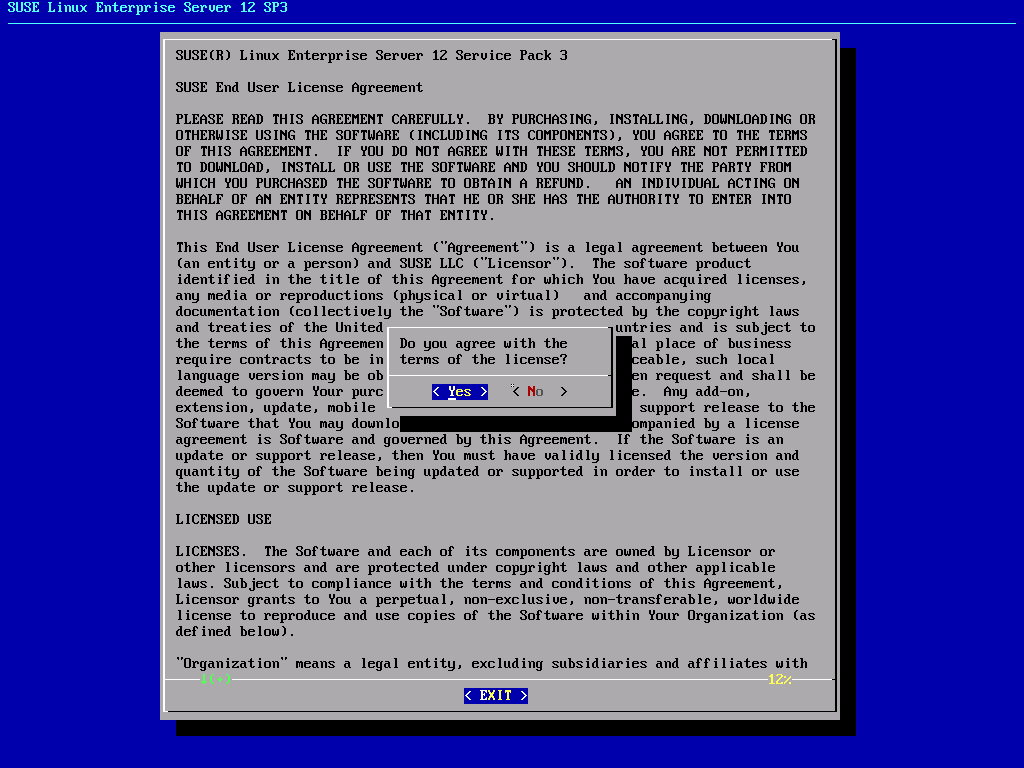 SUSE Linux Enterprise Server 12 SP3
SUSE(R) Linux Enterprise Server 12 Service Pack 3
SUSE End User License Agreement
PLEASE READ THIS AGREEMENT CAREFULLY.  BY PURCHASING, INSTALLING, DOWNLOADING OR
OTHERWISE USING THE SOFTWARE (INCLUDING ITS COMPONENTS), YOU AGREE TO THE TERMS
OF THIS AGREEMENT.  IF YOU DO NOT AGREE WITH THESE TERMS, YOU ARE NOT PERMITTED
TO DOWNLOAD, INSTALL OR USE THE SOFTWARE AND YOU SHOULD NOTIFY THE PARTY FROM
WHICH YOU PURCHASED THE SOFTWARE TO OBTAIN A REFUND.   AN INDIVIDUAL ACTING ON
BEHALF OF AN ENTITY REPRESENTS THAT HE OR SHE HAS THE AUTHORITY TO ENTER INTO
THIS AGREEMENT ON BEHALF OF THAT ENTITY.
This End User License Agreement ("Agreement") is a legal agreement between You
(an entity or a person) and SUSE LLC ("Licensor").  The software product
identified in the title of this Agreement for which You have acquired licenses,
any media or reproductions (physical or virtual)   and accompanying
documentation (collectively the "Software") is protected by the copyright laws
and treaties of the United untries and is subject to
the terms of this Agreemen al place of business
require contracts to be in ceable, such local
language version may be ob en request and shall be
deemed to govern Your purc e.  Any add-on,
extension, update, mobile support release to the
Software that You may downlo ompanied by a license
agreement is Software and governed by this Agreement.  If the Software is an
update or support release, then You must have validly licensed the version and
quantity of the Software being updated or supported in order to install or use
the update or support release.
Do you agree with the
terms of the license?
< Yes > < No >
LICENSED USE
LICENSES.  The Software and each of its components are owned by Licensor or
other licensors and are protected under copyright laws and other applicable
laws. Subject to compliance with the terms and conditions of this Agreement,
Licensor grants to You a perpetual, non-exclusive, non-transferable, worldwide
license to reproduce and use copies of the Software within Your Organization (as
defined below).
"Organization" means a legal entity, excluding subsidiaries and affiliates with
↓(+) 12%
< EXIT >